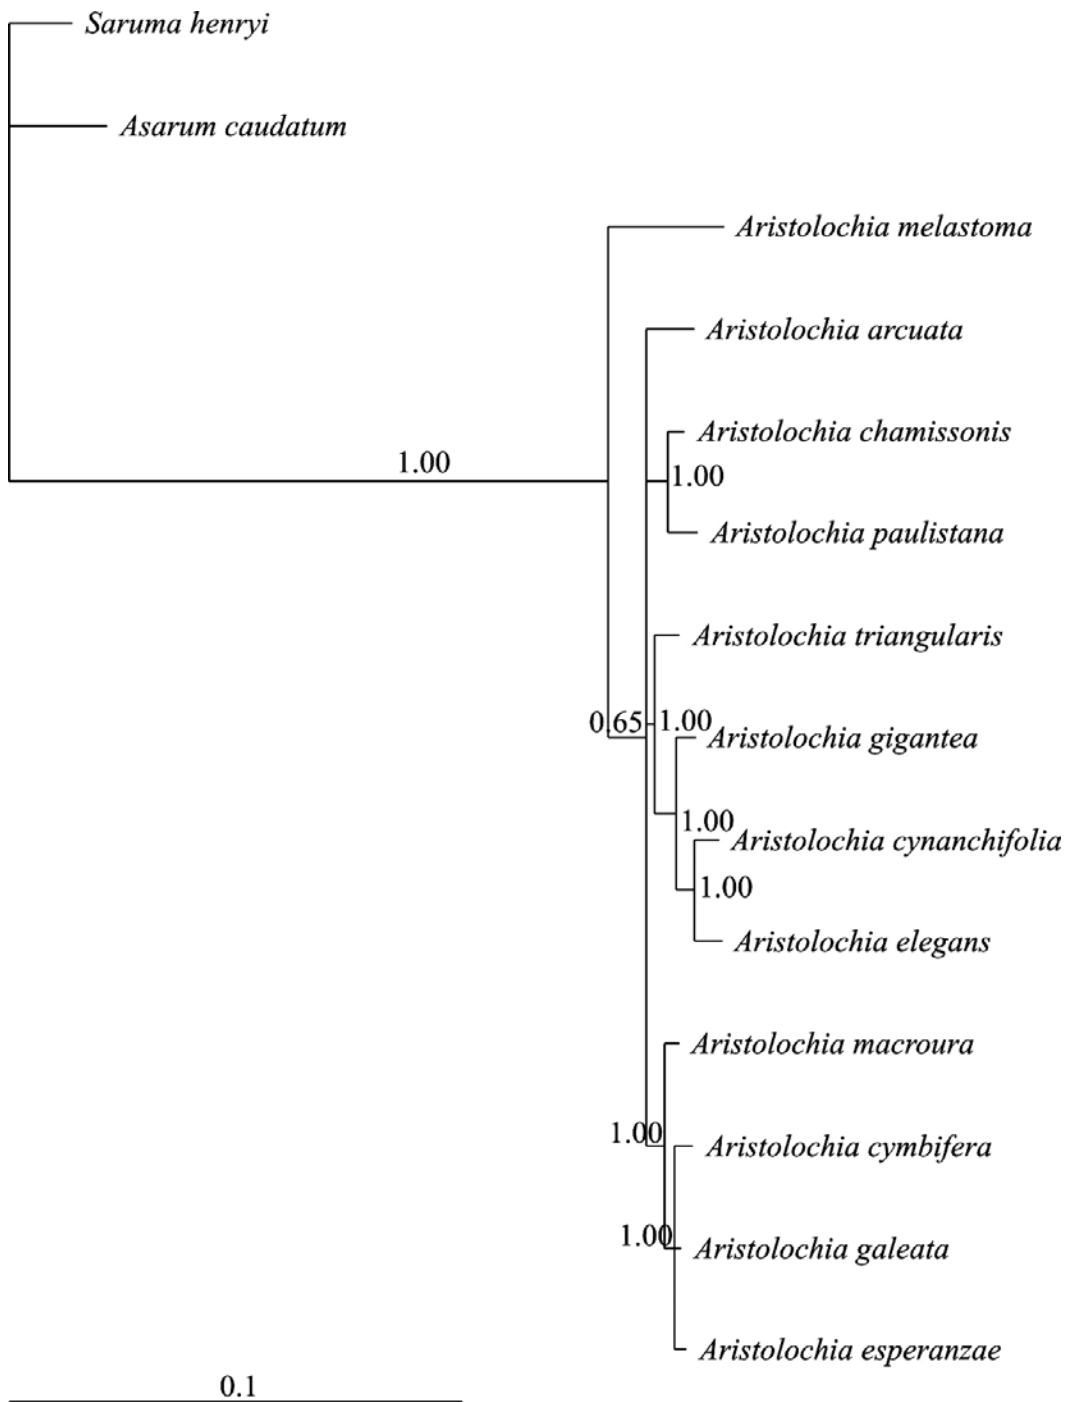 Saruma henryi
Asarum caudatum
Aristolochia melastoma
Aristolochia arcuata
Aristolochia chamissonis
1.00
1.00
Aristolochia paulistana
Aristolochia triangularis
0.65
1.00
Aristolochia gigantea
1.00
Aristolochia cynanchifolia
1.00
Aristolochia elegans
Aristolochia macroura
1.00
Aristolochia cymbifera
1.00
Aristolochia galeata
Aristolochia esperanzae
0.1